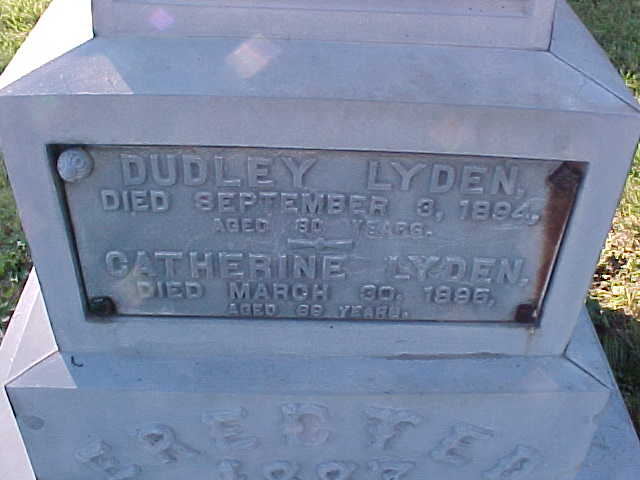 DUDLEY LYDEN,
DIED SEPTEMBER 3, 1894,
AGED 80 YEARS.
CATHERINE LYDEN,
DIED MARCH 30, 1896,
AGED 69 YEARS.
ERECTED
1897